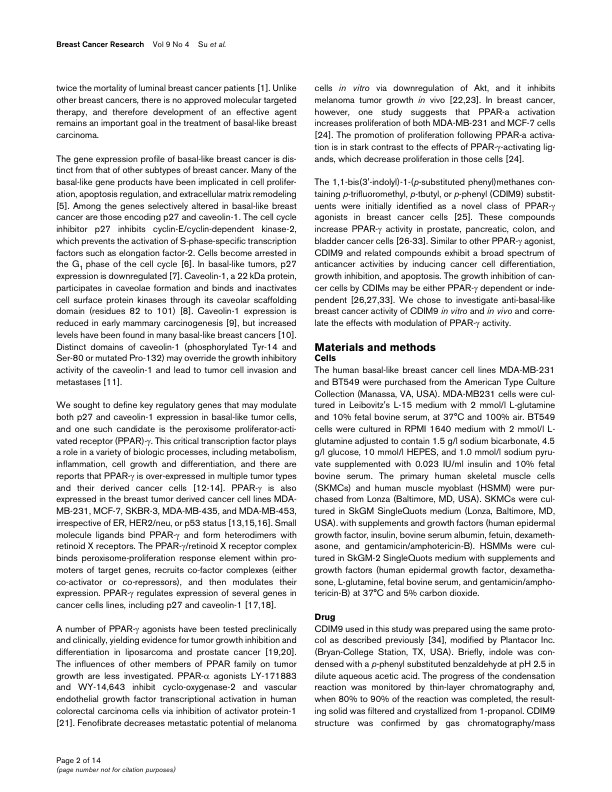 Breast Cancer Research Vol 9 No 4 Su et al.
twice the mortality of luminal breast cancer patients [1]. Unlike
other breast cancers, there is no approved molecular targeted
therapy, and therefore development of an effective agent
remains an important goal in the treatment of basal-like breast
carcinoma.
The gene expression profile of basal-like breast cancer is dis-
tinct from that of other subtypes of breast cancer. Many of the
basal-like gene products have been implicated in cell prolifer-
ation, apoptosis regulation, and extracellular matrix remodeling
[5]. Among the genes selectively altered in basal-like breast
cancer are those encoding p27 and caveolin-1. The cell cycle
inhibitor p27 inhibits cyclin-E/cyclin-dependent kinase-2,
which prevents the activation of S-phase-specific transcription
factors such as elongation factor-2. Cells become arrested in
the G1 phase of the cell cycle [6]. In basal-like tumors, p27
expression is downregulated [7]. Caveolin-1, a 22 kDa protein,
participates in caveolae formation and binds and inactivates
cell surface protein kinases through its caveolar scaffolding
domain (residues 82 to 101) [8]. Caveolin-1 expression is
reduced in early mammary carcinogenesis [9], but increased
levels have been found in many basal-like breast cancers [10].
Distinct domains of caveolin-1 (phosphorylated Tyr-14 and
Ser-80 or mutated Pro-132) may override the growth inhibitory
activity of the caveolin-1 and lead to tumor cell invasion and
metastases [11].
We sought to define key regulatory genes that may modulate
both p27 and caveolin-1 expression in basal-like tumor cells,
and one such candidate is the peroxisome proliferator-acti-
vated receptor (PPAR)-γ. This critical transcription factor plays
a role in a variety of biologic processes, including metabolism,
inflammation, cell growth and differentiation, and there are
reports that PPAR-γ is over-expressed in multiple tumor types
and their derived cancer cells [12-14]. PPAR-γ is also
expressed in the breast tumor derived cancer cell lines MDA-
MB-231, MCF-7, SKBR-3, MDA-MB-435, and MDA-MB-453,
irrespective of ER, HER2/neu, or p53 status [13,15,16]. Small
molecule ligands bind PPAR-γ and form heterodimers with
retinoid X receptors. The PPAR-γ/retinoid X receptor complex
binds peroxisome-proliferation response element within pro-
moters of target genes, recruits co-factor complexes (either
co-activator or co-repressors), and then modulates their
expression. PPAR-γ regulates expression of several genes in
cancer cells lines, including p27 and caveolin-1 [17,18].
A number of PPAR-γ agonists have been tested preclinically
and clinically, yielding evidence for tumor growth inhibition and
differentiation in liposarcoma and prostate cancer [19,20].
The influences of other members of PPAR family on tumor
growth are less investigated. PPAR-α agonists LY-171883
and WY-14,643 inhibit cyclo-oxygenase-2 and vascular
endothelial growth factor transcriptional activation in human
colorectal carcinoma cells via inhibition of activator protein-1
[21]. Fenofibrate decreases metastatic potential of melanoma
cells in vitro via downregulation of Akt, and it inhibits
melanoma tumor growth in vivo [22,23]. In breast cancer,
however, one study suggests that PPAR-a activation
increases proliferation of both MDA-MB-231 and MCF-7 cells
[24]. The promotion of proliferation following PPAR-a activa-
tion is in stark contrast to the effects of PPAR-γ-activating lig-
ands, which decrease proliferation in those cells [24].
The 1,1-bis(3'-indolyl)-1-(p-substituted phenyl)methanes con-
taining p-trifluoromethyl, p-tbutyl, or p-phenyl (CDIM9) substit-
uents were initially identified as a novel class of PPAR-γ
agonists in breast cancer cells [25]. These compounds
increase PPAR-γ activity in prostate, pancreatic, colon, and
bladder cancer cells [26-33]. Similar to other PPAR-γ agonist,
CDIM9 and related compounds exhibit a broad spectrum of
anticancer activities by inducing cancer cell differentiation,
growth inhibition, and apoptosis. The growth inhibition of can-
cer cells by CDIMs may be either PPAR-γ dependent or inde-
pendent [26,27,33]. We chose to investigate anti-basal-like
breast cancer activity of CDIM9 in vitro and in vivo and corre-
late the effects with modulation of PPAR-γ activity.
Materials and methods
Cells
The human basal-like breast cancer cell lines MDA-MB-231
and BT549 were purchased from the American Type Culture
Collection (Manassa, VA, USA). MDA-MB231 cells were cul-
tured in Leibovitz's L-15 medium with 2 mmol/l L-glutamine
and 10% fetal bovine serum, at 37°C and 100% air. BT549
cells were cultured in RPMI 1640 medium with 2 mmol/l L-
glutamine adjusted to contain 1.5 g/l sodium bicarbonate, 4.5
g/l glucose, 10 mmol/l HEPES, and 1.0 mmol/l sodium pyru-
vate supplemented with 0.023 IU/ml insulin and 10% fetal
bovine serum. The primary human skeletal muscle cells
(SKMCs) and human muscle myoblast (HSMM) were pur-
chased from Lonza (Baltimore, MD, USA). SKMCs were cul-
tured in SkGM SingleQuots medium (Lonza, Baltimore, MD,
USA). with supplements and growth factors (human epidermal
growth factor, insulin, bovine serum albumin, fetuin, dexameth-
asone, and gentamicin/amphotericin-B). HSMMs were cul-
tured in SkGM-2 SingleQuots medium with supplements and
growth factors (human epidermal growth factor, dexametha-
sone, L-glutamine, fetal bovine serum, and gentamicin/ampho-
tericin-B) at 37°C and 5% carbon dioxide.
Drug
CDIM9 used in this study was prepared using the same proto-
col as described previously [34], modified by Plantacor Inc.
(Bryan-College Station, TX, USA). Briefly, indole was con-
densed with a p-phenyl substituted benzaldehyde at pH 2.5 in
dilute aqueous acetic acid. The progress of the condensation
reaction was monitored by thin-layer chromatography and,
when 80% to 90% of the reaction was completed, the result-
ing solid was filtered and crystallized from 1-propanol. CDIM9
structure was confirmed by gas chromatography/mass
Page 2 of 14
(page number not for citation purposes)